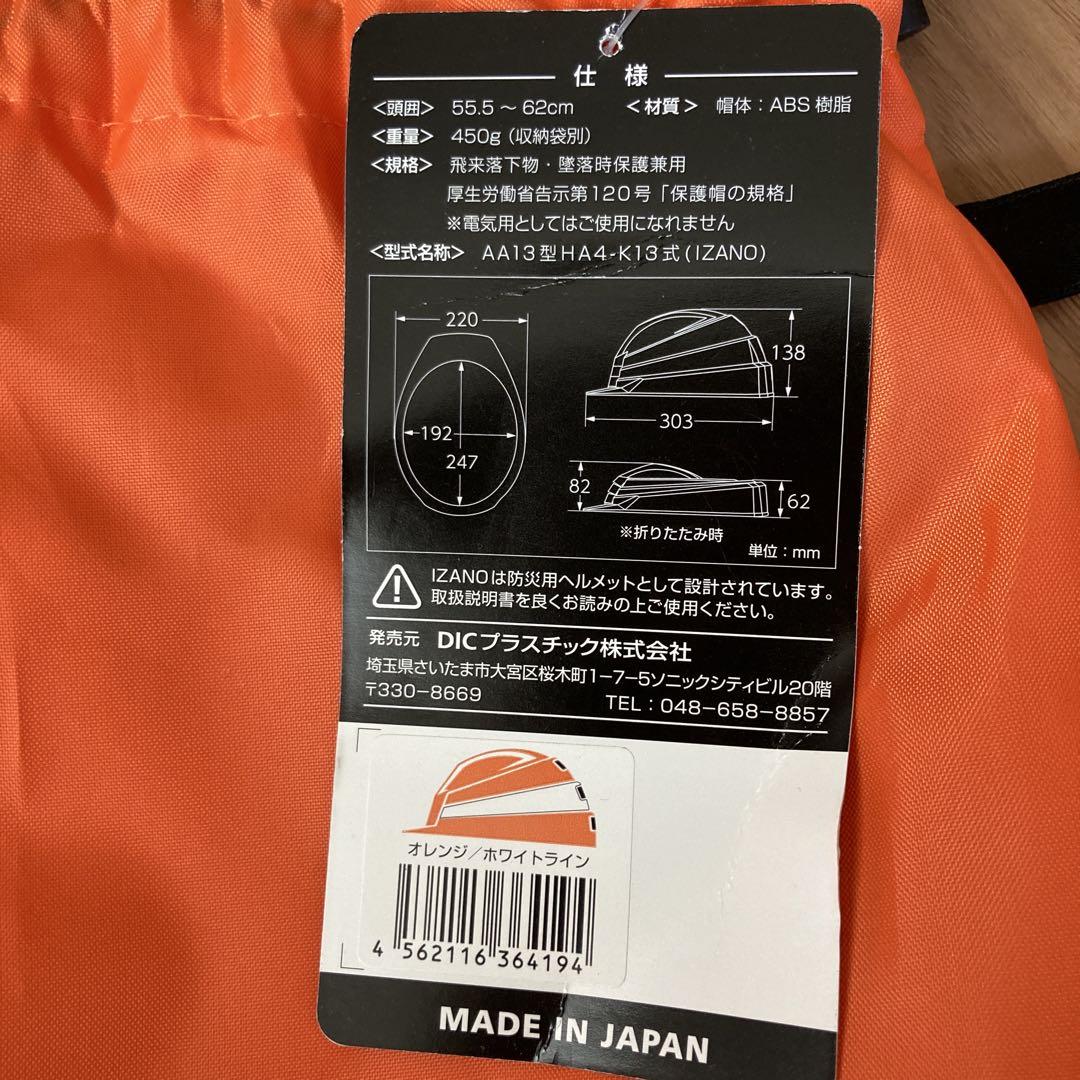 仕様
<頭囲> 55.5～62cm <材質> 帽体：ABS樹脂
<重量> 450g（収納袋別）
<規格> 飛来落下物・墜落時保護兼用
厚生労働省告示第120号「保護帽の規格」
※電気用としてはご使用になれません
<型式名称> AA13型HA4-K13式(IZANO)
220
192
247
138
303
82
62
※折りたたみ時
単位：mm
IZANOは防災用ヘルメットとして設計されています。
取扱説明書を良くお読みの上ご使用ください。
発売元 DICプラスチック株式会社
埼玉県さいたま市大宮区桜木町1-7-5ソニックシティビル20階
〒330-8669 TEL：048-658-8857
オレンジ／ホワイトライン
4 562116 364194
MADE IN JAPAN